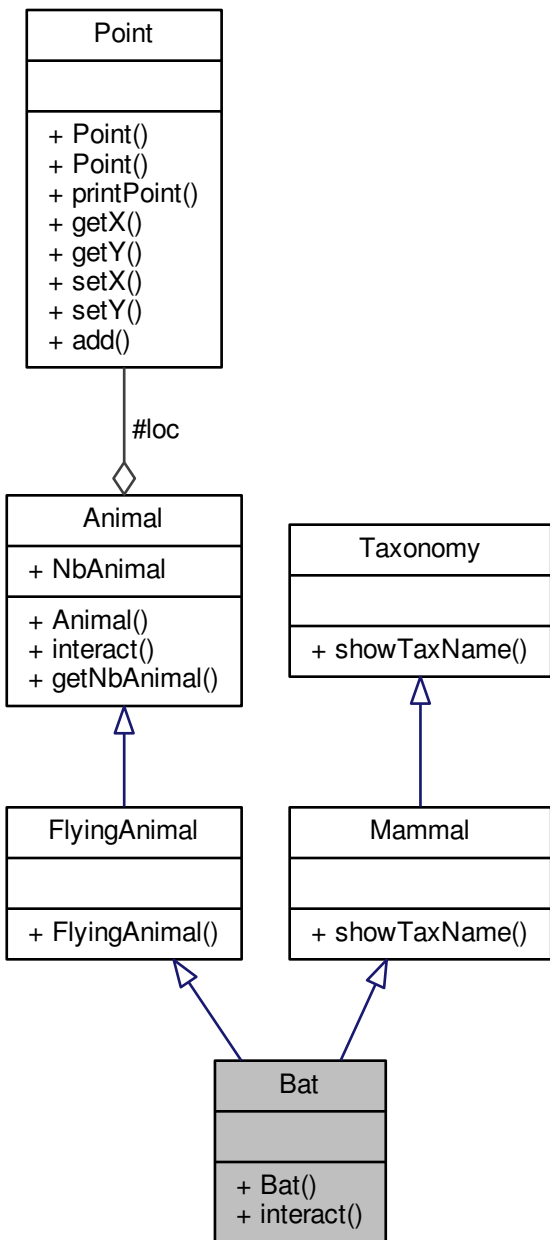 Point
+ Point()
+ Point()
+ printPoint()
+ getX()
+ getY()
+ setX()
+ setY()
+ add()
#loc
Animal
+ NbAnimal
+ Animal()
+ interact()
+ getNbAnimal()
Taxonomy
+ showTaxName()
FlyingAnimal
+ FlyingAnimal()
Mammal
+ showTaxName()
Bat
+ Bat()
+ interact()